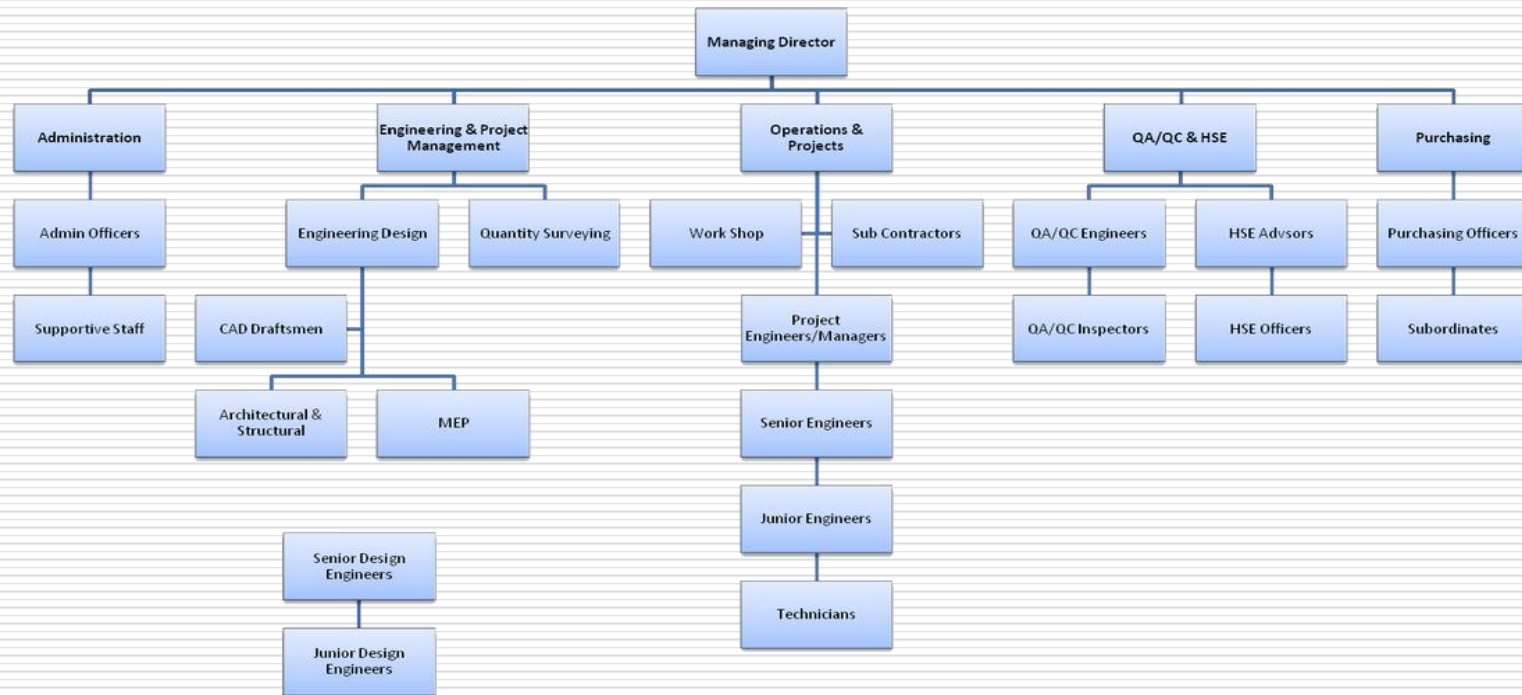 Managing Director
Administration
Engineering & Project
Management
Operations &
Projects
QA/QC & HSE
Purchasing
Admin Officers
Engineering Design
Quantity Surveying
Work Shop
Sub Contractors
QA/QC Engineers
HSE Advsors
Purchasing Officers
Supportive Staff
CAD Draftsmen
Project
Engineers/Managers
QA/QC Inspectors
HSE Officers
Subordinates
Architectural &
Structural
MEP
Senior Engineers
Junior Engineers
Senior Design
Engineers
Technicians
Junior Design
Engineers